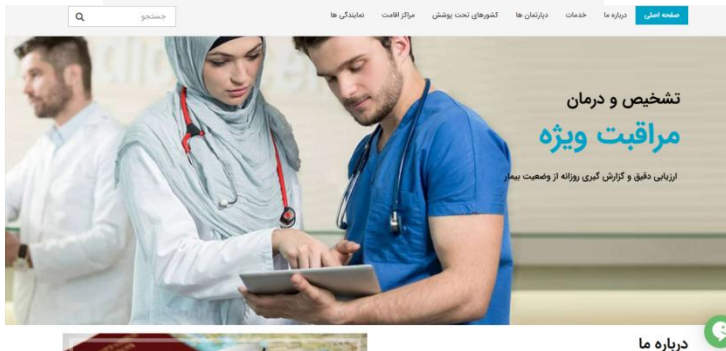 صفحه اصلی درباره ما خدمات دپارتمان ها کشورهای تحت پوشش مراکز اقامت نمایندگی ها جستجو
تشخیص و درمان
مراقبت ویژه
ارزیابی دقیق و گزارش گیری روزانه از وضعیت بیمار
درباره ما